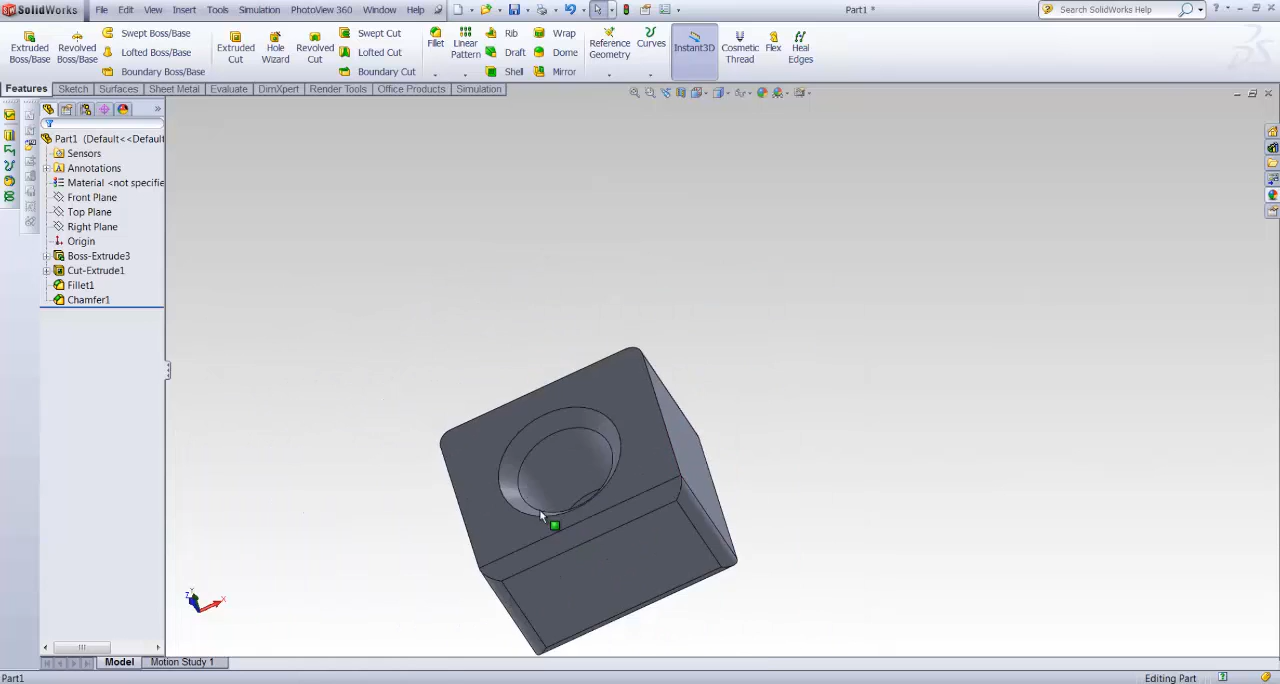 SolidWorks File Edit View Insert Tools Simulation PhotoView 360 Window Help Part1 * Search SolidWorks Help
Extruded Boss/Base
Revolved Boss/Base
Swept Boss/Base
Lofted Boss/Base
Boundary Boss/Base
Extruded Cut
Hole Wizard
Revolved Cut
Swept Cut
Lofted Cut
Boundary Cut
Fillet
Linear Pattern
Rib
Draft
Shell
Wrap
Dome
Mirror
Reference Geometry
Curves
Instant3D
Cosmetic Thread
Flex
Heal Edges
Features Sketch Surfaces Sheet Metal Evaluate DimXpert Render Tools Office Products Simulation
Part1 (Default<<Default
Sensors
Annotations
Material <not specifie
Front Plane
Top Plane
Right Plane
Origin
Boss-Extrude3
Cut-Extrude1
Fillet1
Chamfer1
Y
Z
X
Model Motion Study 1
Part1 Editing Part